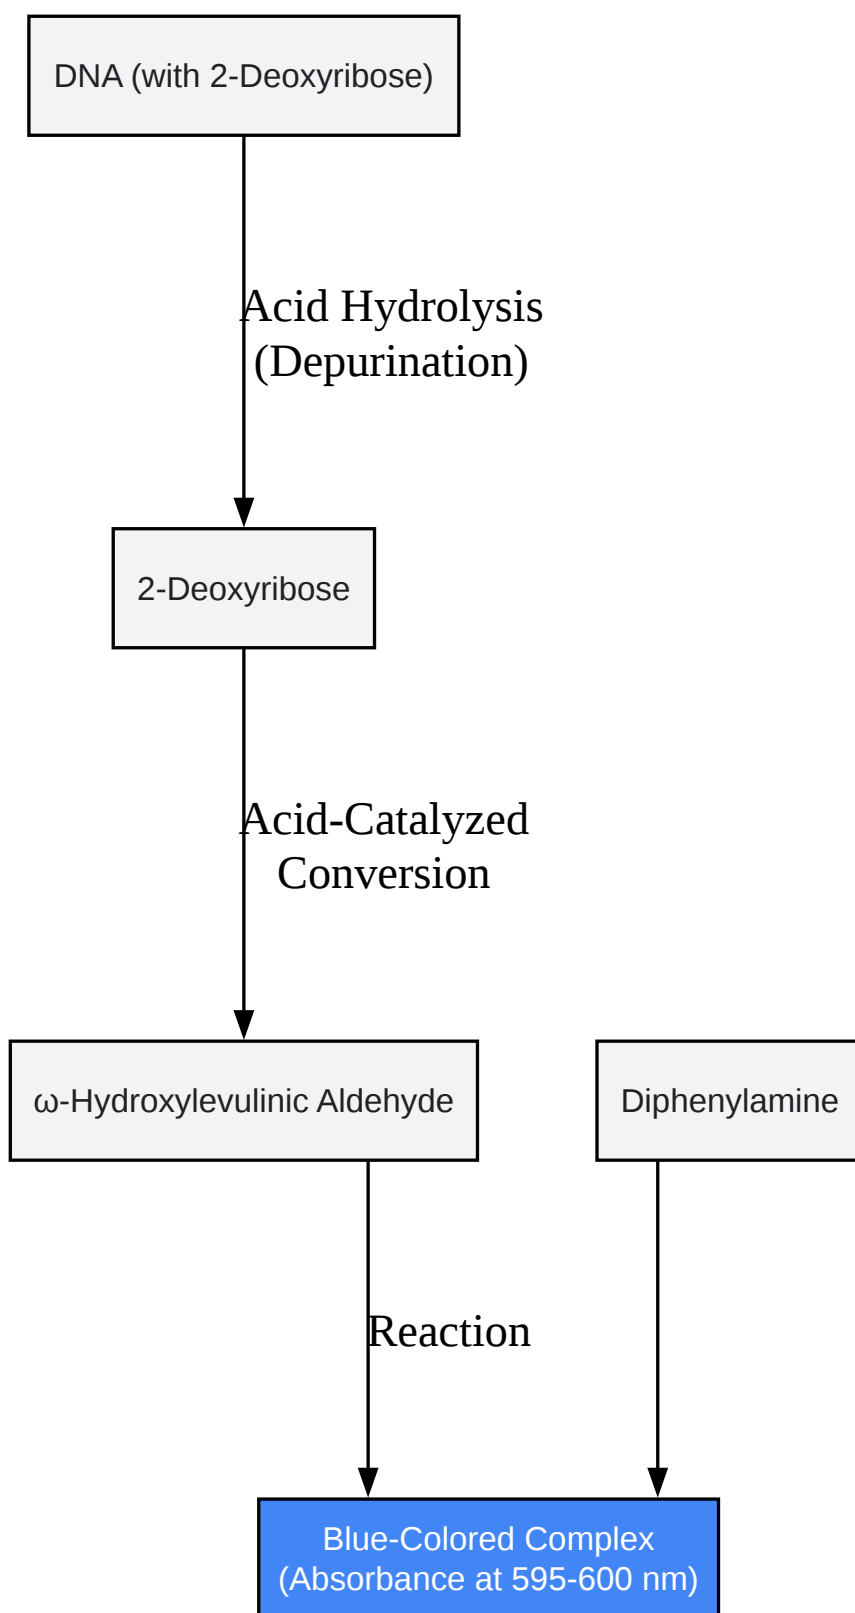 DNA (with 2-Deoxyribose)
Acid Hydrolysis
(Depurination)
2-Deoxyribose
Acid-Catalyzed
Conversion
ω-Hydroxylevulinic Aldehyde
Diphenylamine
Reaction
Blue-Colored Complex
(Absorbance at 595-600 nm)